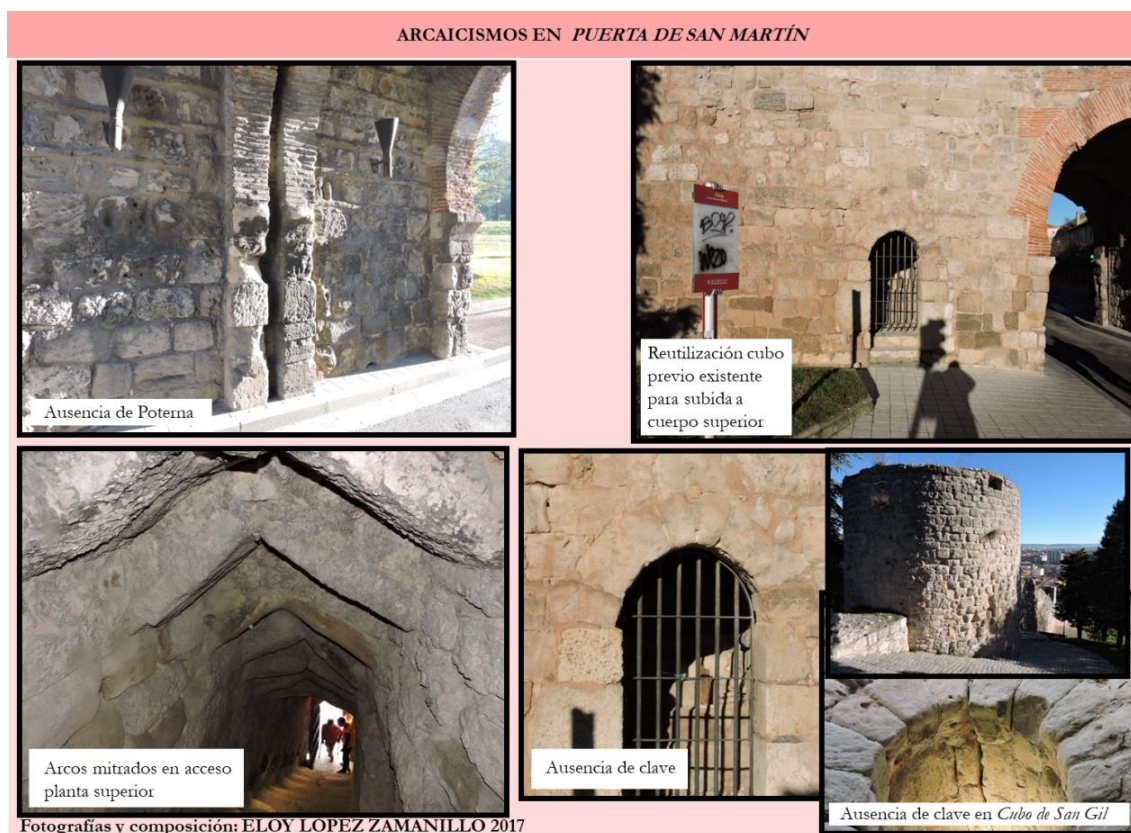 ARCAICISMOS EN PUERTA DE SAN MARTÍN
Ausencia de Poterna
Reutilización cubo
previo existente
para subida a
cuerpo superior
Arcos mitrados en acceso
planta superior
Ausencia de clave
Ausencia de clave en Cubo de San Gil
Fotografías y composición: ELOY LOPEZ ZAMANILLO 2017